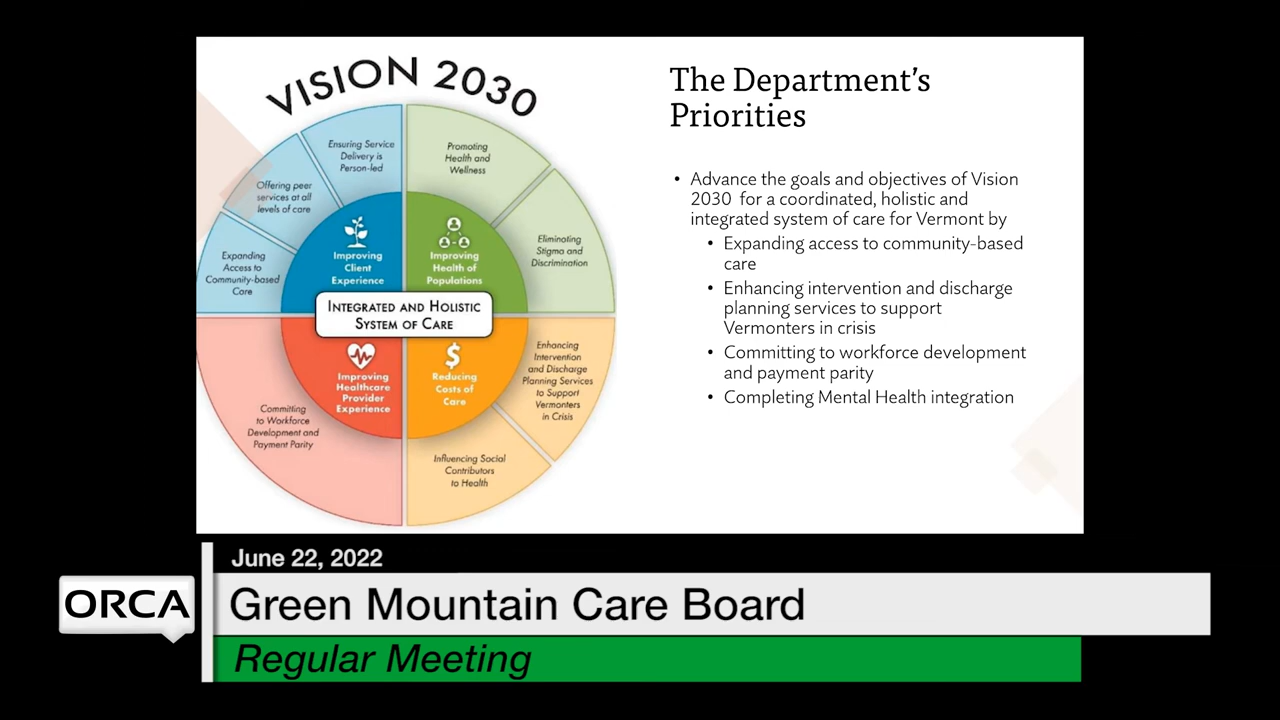 VISION 2030
Ensuring Service
Delivery is
Person-led
Promoting
Health and
Wellness
Offering peer
services at all
levels of care
Eliminating
Stigma and
Discrimination
Expanding
Access to
Community-based
Care
Improving
Client
Experience
Improving
Health of
Populations
INTEGRATED AND HOLISTIC
SYSTEM OF CARE
Improving
Healthcare
Provider
Experience
$
Reducing
Costs of
Care
Enhancing
Intervention
and Discharge
Planning Services
to Support
Vermonters
in Crisis
Committing
to Workforce
Development and
Payment Parity
Influencing Social
Contributors
to Health
The Department's
Priorities
• Advance the goals and objectives of Vision
2030 for a coordinated, holistic and
integrated system of care for Vermont by
• Expanding access to community-based
care
• Enhancing intervention and discharge
planning services to support
Vermonters in crisis
• Committing to workforce development
and payment parity
• Completing Mental Health integration
June 22, 2022
ORCA
Green Mountain Care Board
Regular Meeting